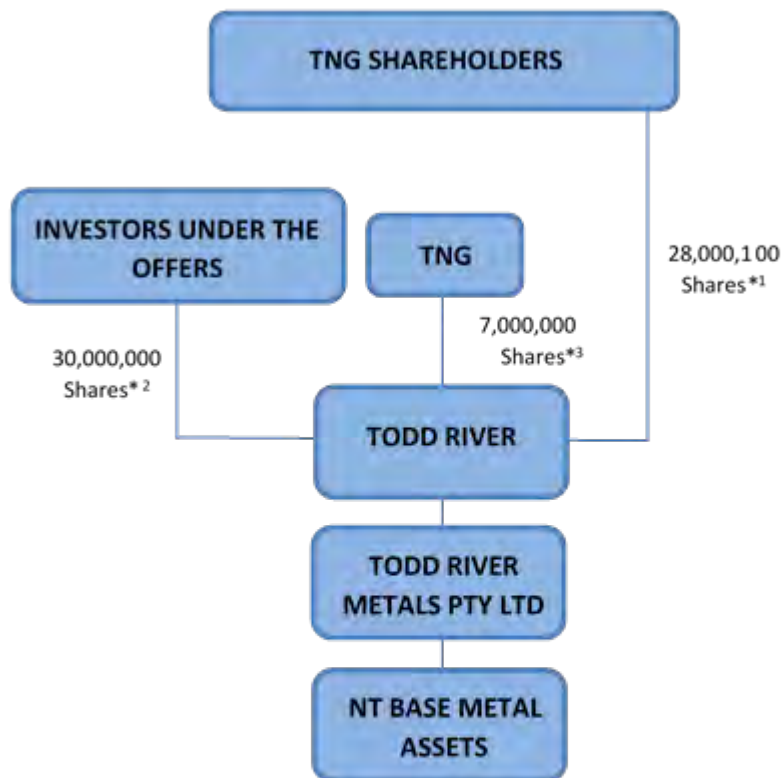 TNG SHAREHOLDERS
INVESTORS UNDER THE
OFFERS
TNG
28,000,100
Shares*1
7,000,000
Shares*3
30,000,000
Shares* 2
TODD RIVER
TODD RIVER
METALS PTY LTD
NT BASE METAL
ASSETS